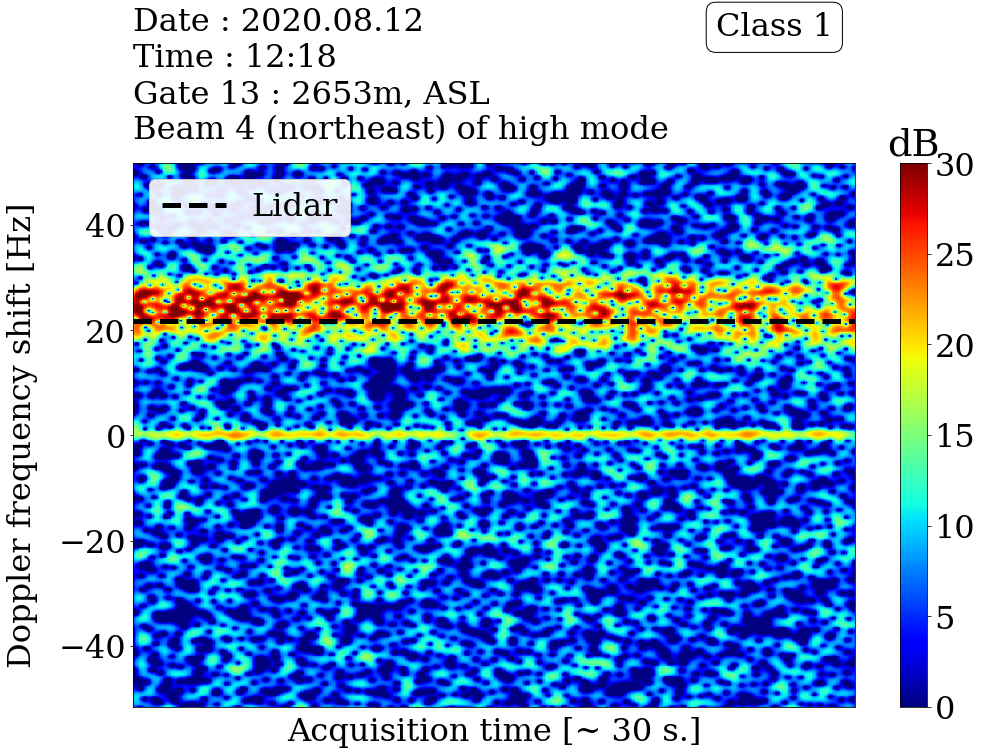 Date : 2020.08.12
Time : 12:18
Gate 13 : 2653m, ASL
Beam 4 (northeast) of high mode
Class 1
dB
Lidar
Doppler frequency shift [Hz]
40
20
0
−20
−40
30
25
20
15
10
5
0
Acquisition time [~ 30 s.]